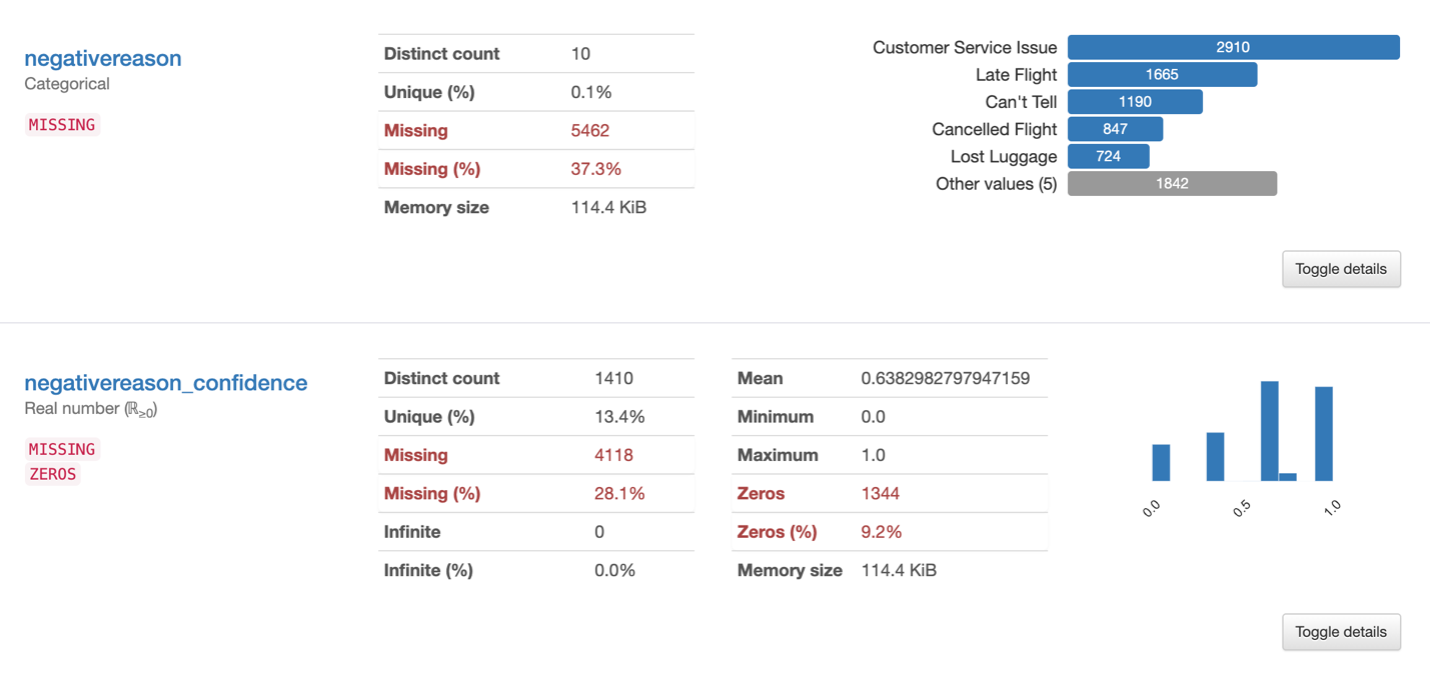 negativereason
Categorical
MISSING
Distinct count 10
Unique (%) 0.1%
Missing 5462
Missing (%) 37.3%
Memory size 114.4 KiB
Customer Service Issue 2910
Late Flight 1665
Can't Tell 1190
Cancelled Flight 847
Lost Luggage 724
Other values (5) 1842
Toggle details
negativereason_confidence
Real number (ℝ≥0)
MISSING
ZEROS
Distinct count 1410
Unique (%) 13.4%
Missing 4118
Missing (%) 28.1%
Infinite 0
Infinite (%) 0.0%
Mean 0.6382982797947159
Minimum 0.0
Maximum 1.0
Zeros 1344
Zeros (%) 9.2%
Memory size 114.4 KiB
0.0 0.5 1.0
Toggle details